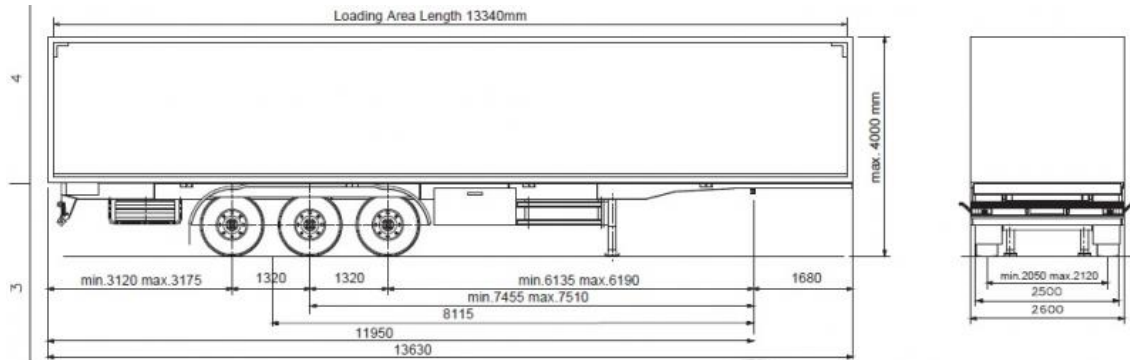 Loading Area Length 13340mm
4
max. 4000 mm
3
min.3120 max.3175
1320
1320
min.6135 max.6190
1680
min.7455 max.7510
8115
11950
13630
min.2050 max.2120
2500
2600